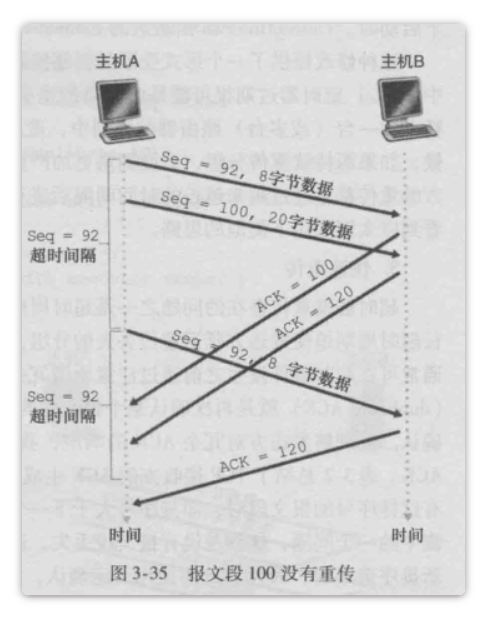 主机A
主机B
Seq = 92, 8字节数据
Seq = 100, 20字节数据
Seq = 92
超时间隔
ACK = 100
ACK = 120
Seq = 92, 8 字节数据
Seq = 92
超时间隔
ACK = 120
时间
时间
图 3-35 报文段 100 没有重传